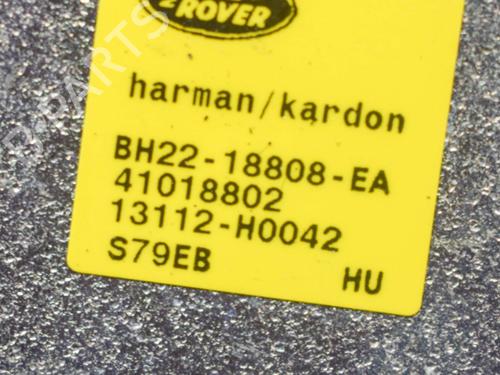 ROVER
harman/kardon
BH22-18808-EA
41018802
13112-H0042
S79EB HU